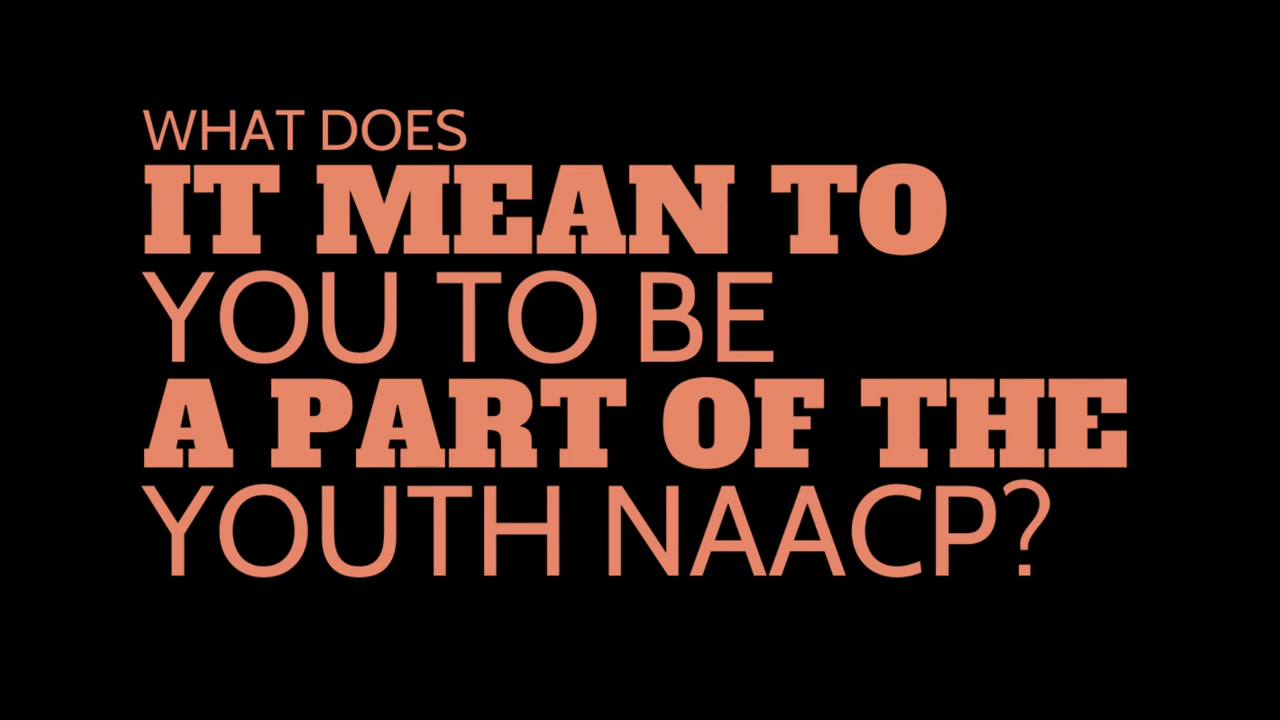 WHAT DOES
IT MEAN TO
YOU TO BE
A PART OF THE
YOUTH NAACP?